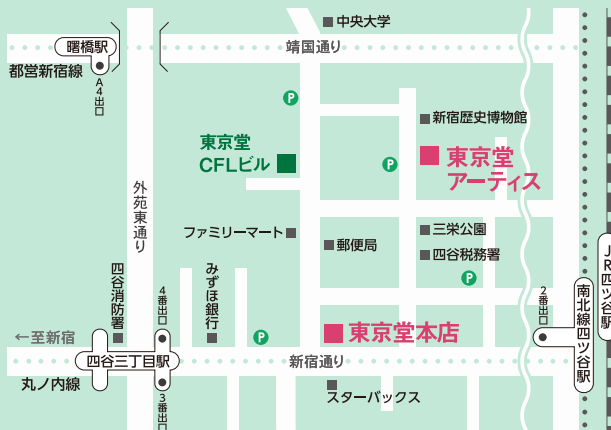 中央大学
曙橋駅
靖国通り
都営新宿線
A4出口
P
新宿歴史博物館
東京堂
CFLビル
P
東京堂
アーティス
外苑東通り
ファミリーマート
郵便局
三栄公園
四谷税務署
JR四ツ谷駅
四谷消防署
4番出口
みずほ銀行
P
2番出口
南北線四ツ谷駅
←至新宿
P
東京堂本店
四谷三丁目駅
新宿通り
丸ノ内線
3番出口
スターバックス